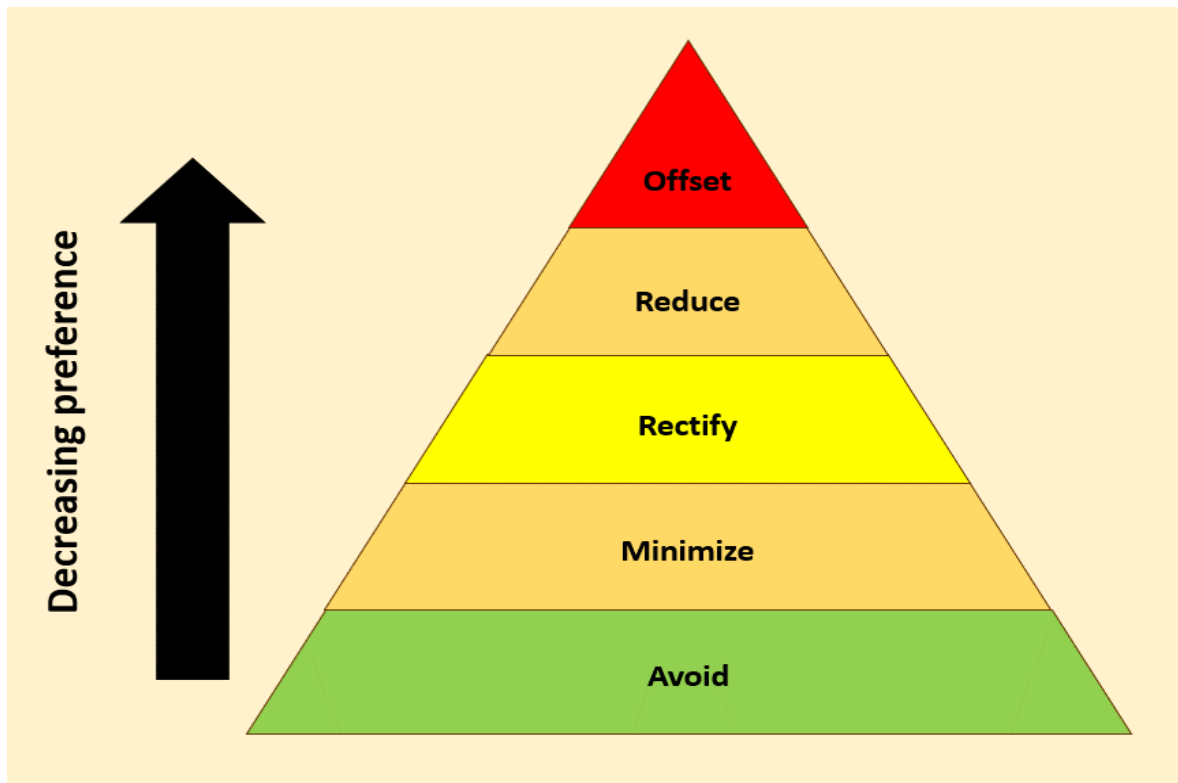 Decreasing preference
Offset
Reduce
Rectify
Minimize
Avoid